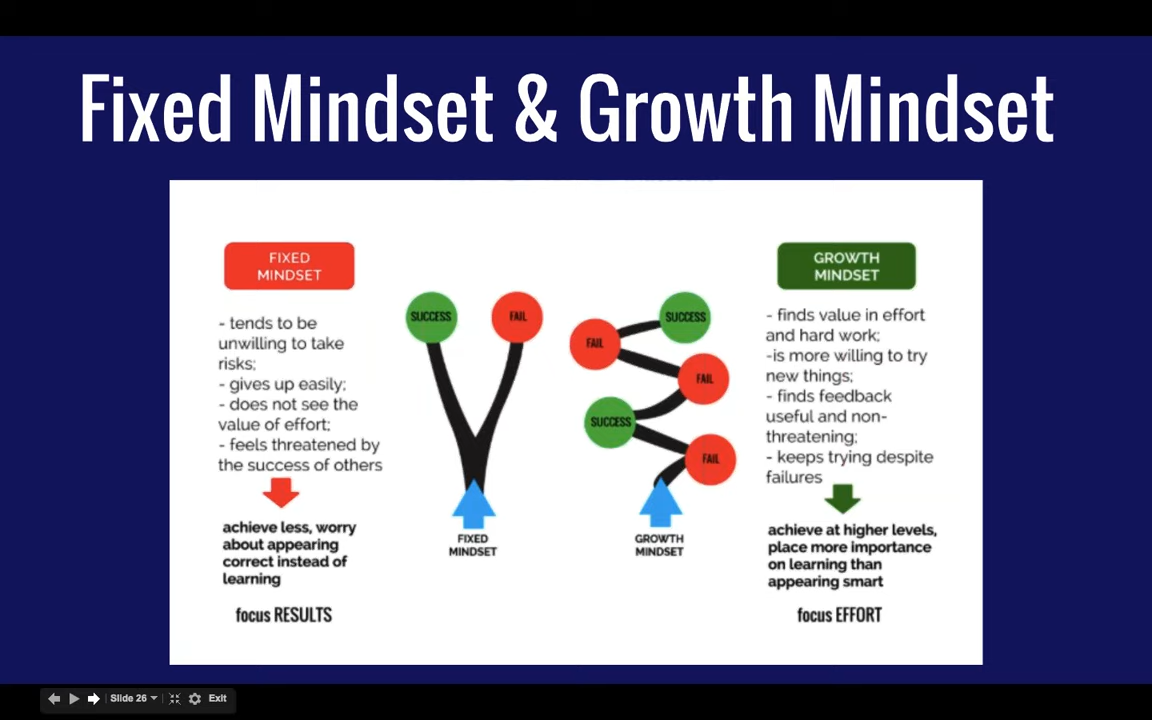 Fixed Mindset & Growth Mindset
FIXED
MINDSET
- tends to be
unwilling to take
risks;
- gives up easily;
- does not see the
value of effort;
- feels threatened by
the success of others
achieve less, worry
about appearing
correct instead of
learning
focus RESULTS
SUCCESS
FAIL
FIXED
MINDSET
SUCCESS
FAIL
FAIL
SUCCESS
FAIL
GROWTH
MINDSET
GROWTH
MINDSET
- finds value in effort
and hard work;
-is more willing to try
new things;
- finds feedback
useful and non-
threatening;
- keeps trying despite
failures
achieve at higher levels,
place more importance
on learning than
appearing smart
focus EFFORT
Slide 26
Exit